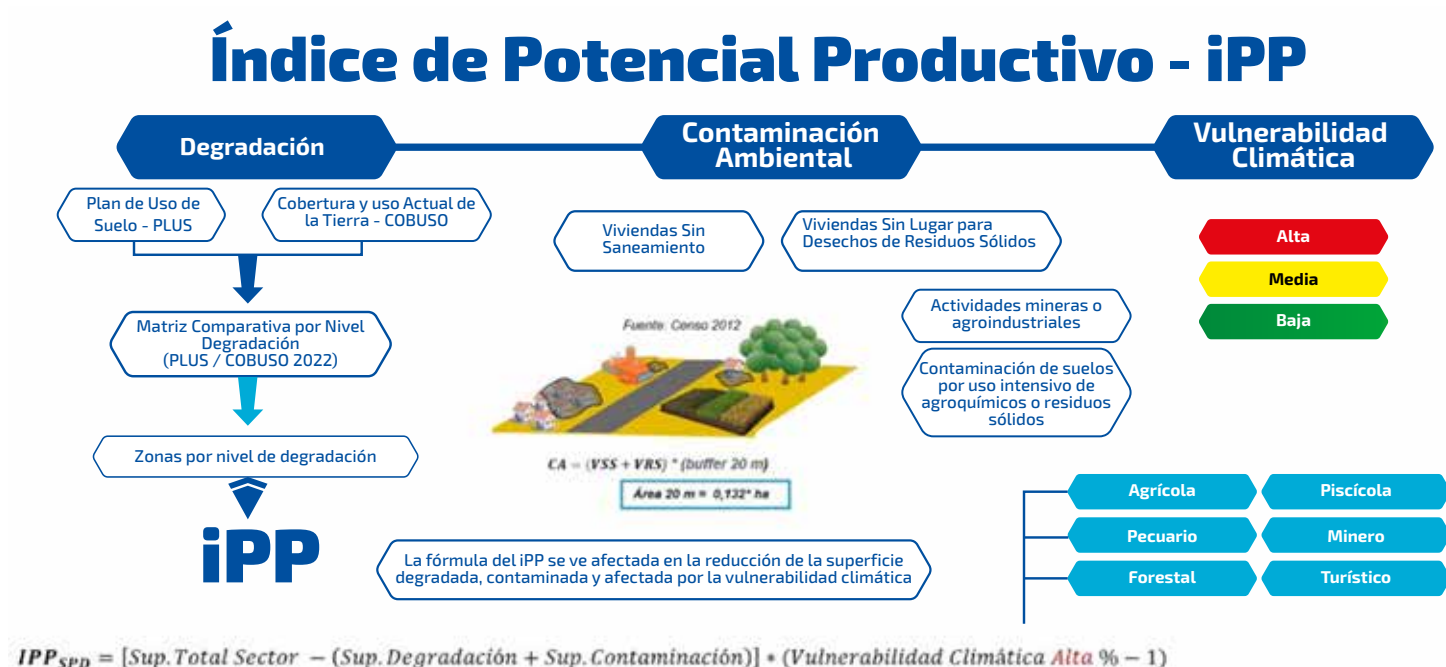 Índice de Potencial Productivo - iPP
Degradación
Contaminación
Ambiental
Vulnerabilidad
Climática
Plan de Uso de
Suelo - PLUS
Cobertura y uso Actual de
la Tierra - COBUSO
Viviendas Sin
Saneamiento
Viviendas Sin Lugar para
Desechos de Residuos Sólidos
Alta
Media
Baja
Matriz Comparativa por Nivel
Degradación
(PLUS / COBUSO 2022)
Fuente: Censo 2012
Actividades mineras o
agroindustriales
Contaminación de suelos
por uso intensivo de
agroquímicos o residuos
sólidos
Zonas por nivel de degradación
CA = (VSS + VRS) * (buffer 20 m)
Área 20 m = 0,132* ha
iPP
La fórmula del iPP se ve afectada en la reducción de la superficie
degradada, contaminada y afectada por la vulnerabilidad climática
Agrícola
Piscícola
Pecuario
Minero
Forestal
Turístico
IPP_SPD = [Sup. Total Sector − (Sup. Degradación + Sup. Contaminación)] * (Vulnerabilidad Climática Alta % − 1)